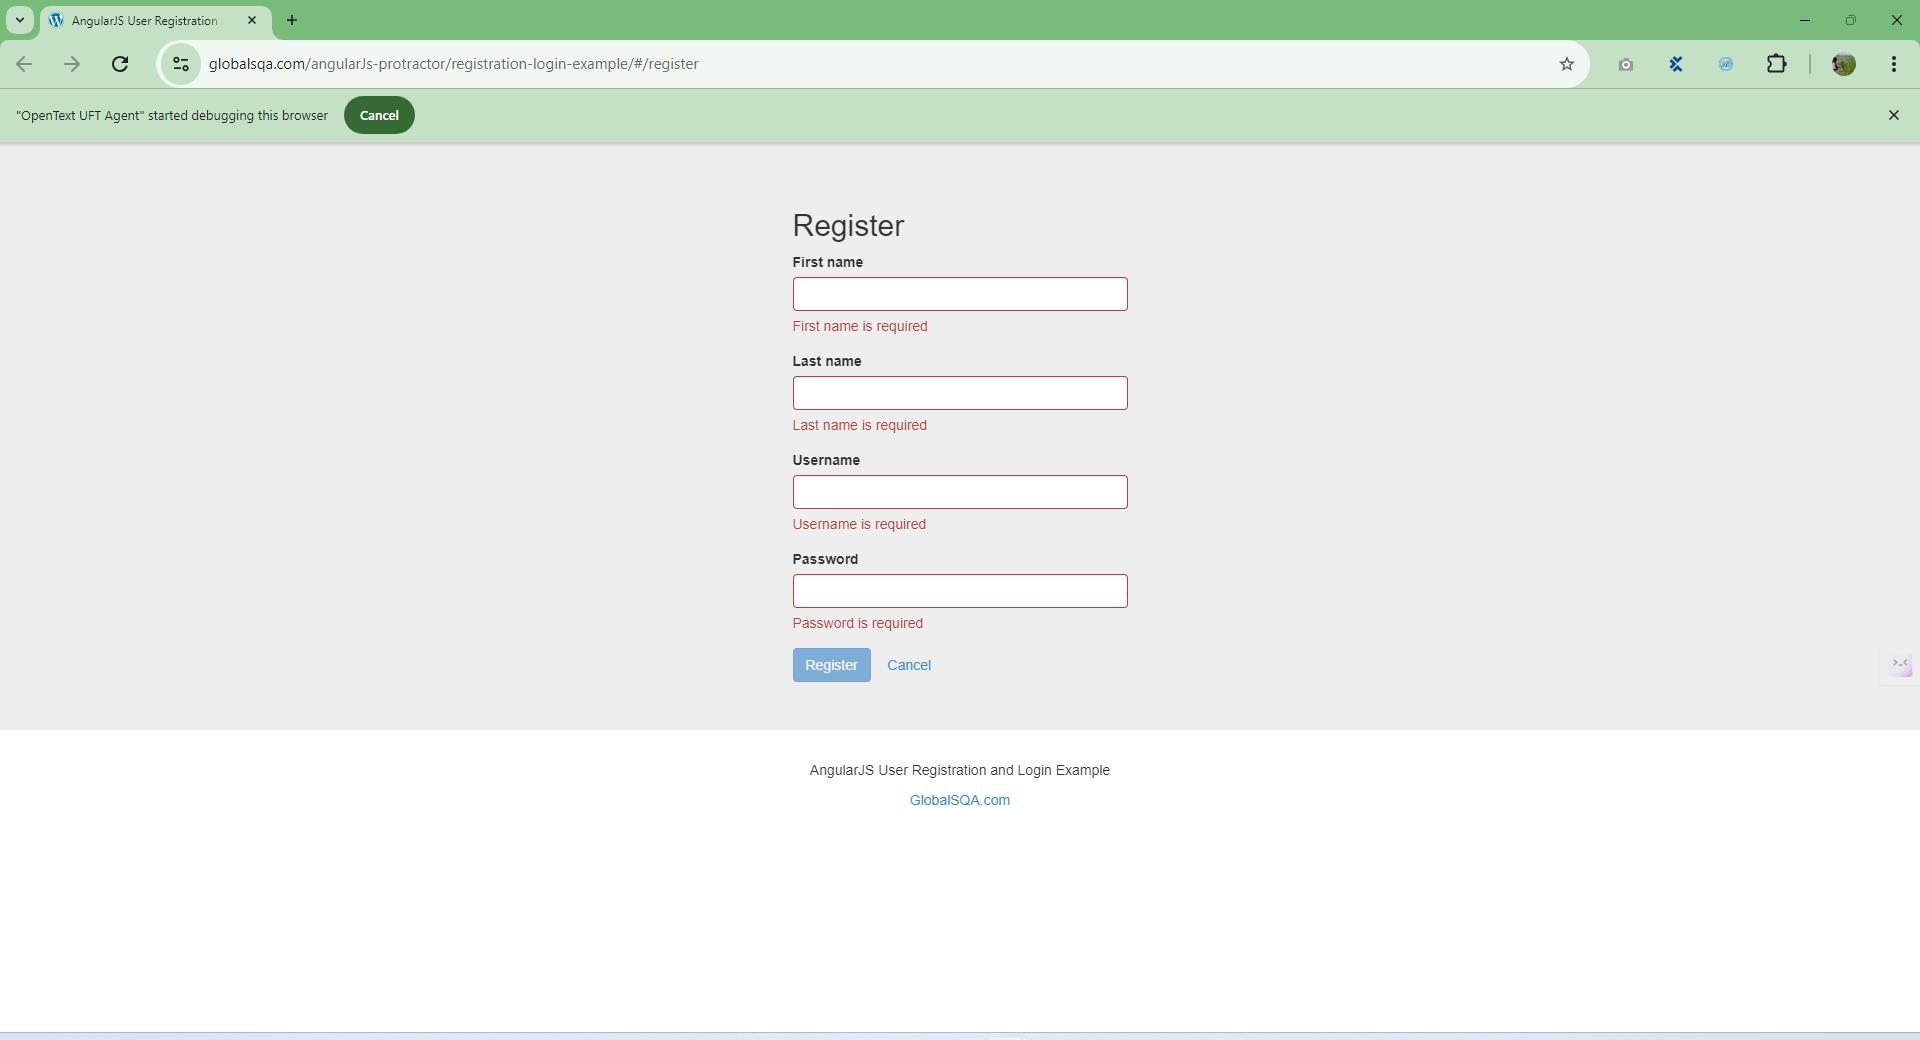 AngularJS User Registration
globalsqa.com/angularJs-protractor/registration-login-example/#/register
"OpenText UFT Agent" started debugging this browser
Cancel
Register
First name
First name is required
Last name
Last name is required
Username
Username is required
Password
Password is required
Register Cancel
AngularJS User Registration and Login Example
GlobalSQA.com